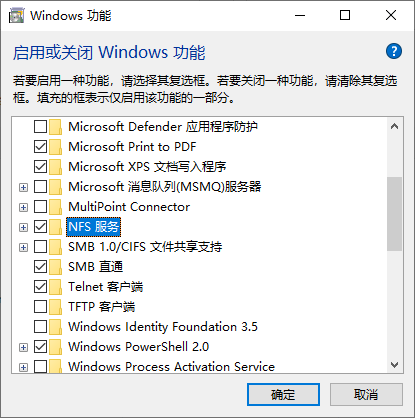 Windows 功能
启用或关闭 Windows 功能
若要启用一种功能，请选择其复选框。若要关闭一种功能，请清除其复选
框。填充的框表示仅启用该功能的一部分。
Microsoft Defender 应用程序防护
Microsoft Print to PDF
Microsoft XPS 文档写入程序
Microsoft 消息队列(MSMQ)服务器
MultiPoint Connector
NFS 服务
SMB 1.0/CIFS 文件共享支持
SMB 直通
Telnet 客户端
TFTP 客户端
Windows Identity Foundation 3.5
Windows PowerShell 2.0
Windows Process Activation Service
确定
取消